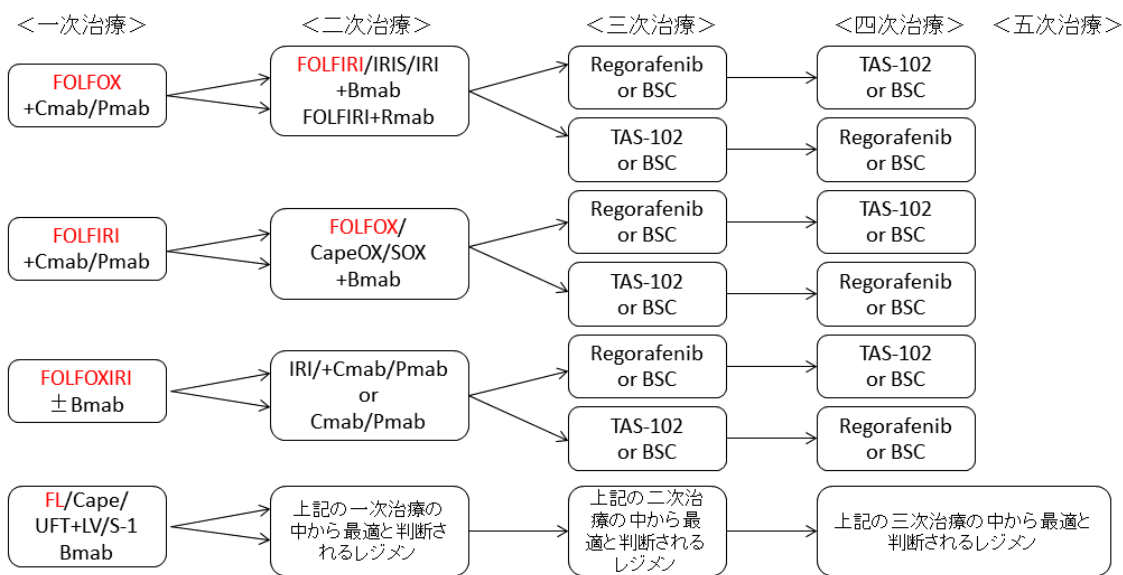 ＜一次治療＞
＜二次治療＞
＜三次治療＞
＜四次治療＞
＜五次治療＞
FOLFOX
+Cmab/Pmab
FOLFIRI/IRIS/IRI
+Bmab
FOLFIRI+Rmab
Regorafenib
or BSC
TAS-102
or BSC
TAS-102
or BSC
Regorafenib
or BSC
FOLFIRI
+Cmab/Pmab
FOLFOX/
CapeOX/SOX
+Bmab
Regorafenib
or BSC
TAS-102
or BSC
TAS-102
or BSC
Regorafenib
or BSC
FOLFOXIRI
±Bmab
IRI/+Cmab/Pmab
or
Cmab/Pmab
Regorafenib
or BSC
TAS-102
or BSC
TAS-102
or BSC
Regorafenib
or BSC
FL/Cape/
UFT+LV/S-1
Bmab
上記の一次治療の
中から最適と判断さ
れるレジメン
上記の二次治
療の中から最
適と判断される
レジメン
上記の三次治療の中から最適と
判断されるレジメン